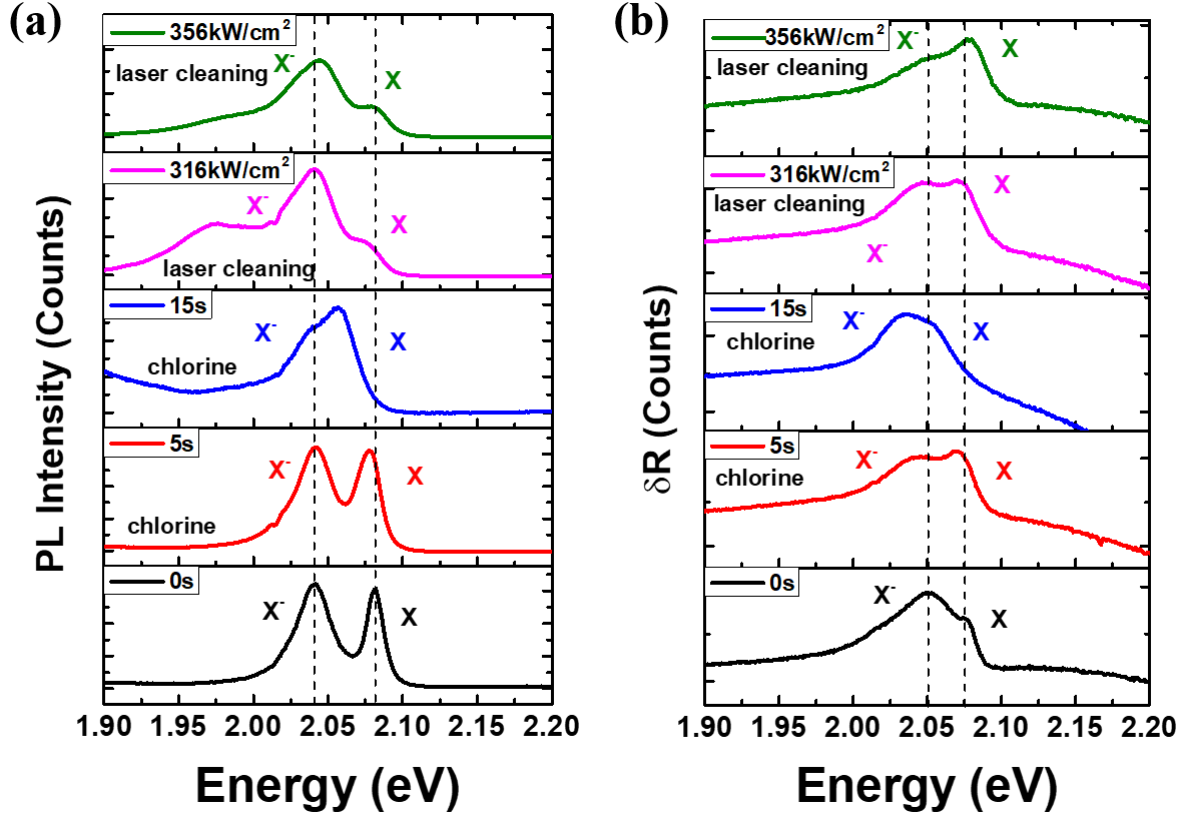 (a)
356kW/cm²
X⁻
laser cleaning
X
316kW/cm²
X⁻
X
laser cleaning
15s
X⁻
X
chlorine
5s
X⁻
X
chlorine
0s
X⁻
X
1.90 1.95 2.00 2.05 2.10 2.15 2.20
Energy (eV)
PL Intensity (Counts)
(b)
356kW/cm²
X⁻
X
laser cleaning
316kW/cm²
laser cleaning
X
X⁻
15s
X⁻
X
chlorine
5s
X⁻
X
chlorine
0s
X⁻
X
1.90 1.95 2.00 2.05 2.10 2.15 2.20
Energy (eV)
δR (Counts)